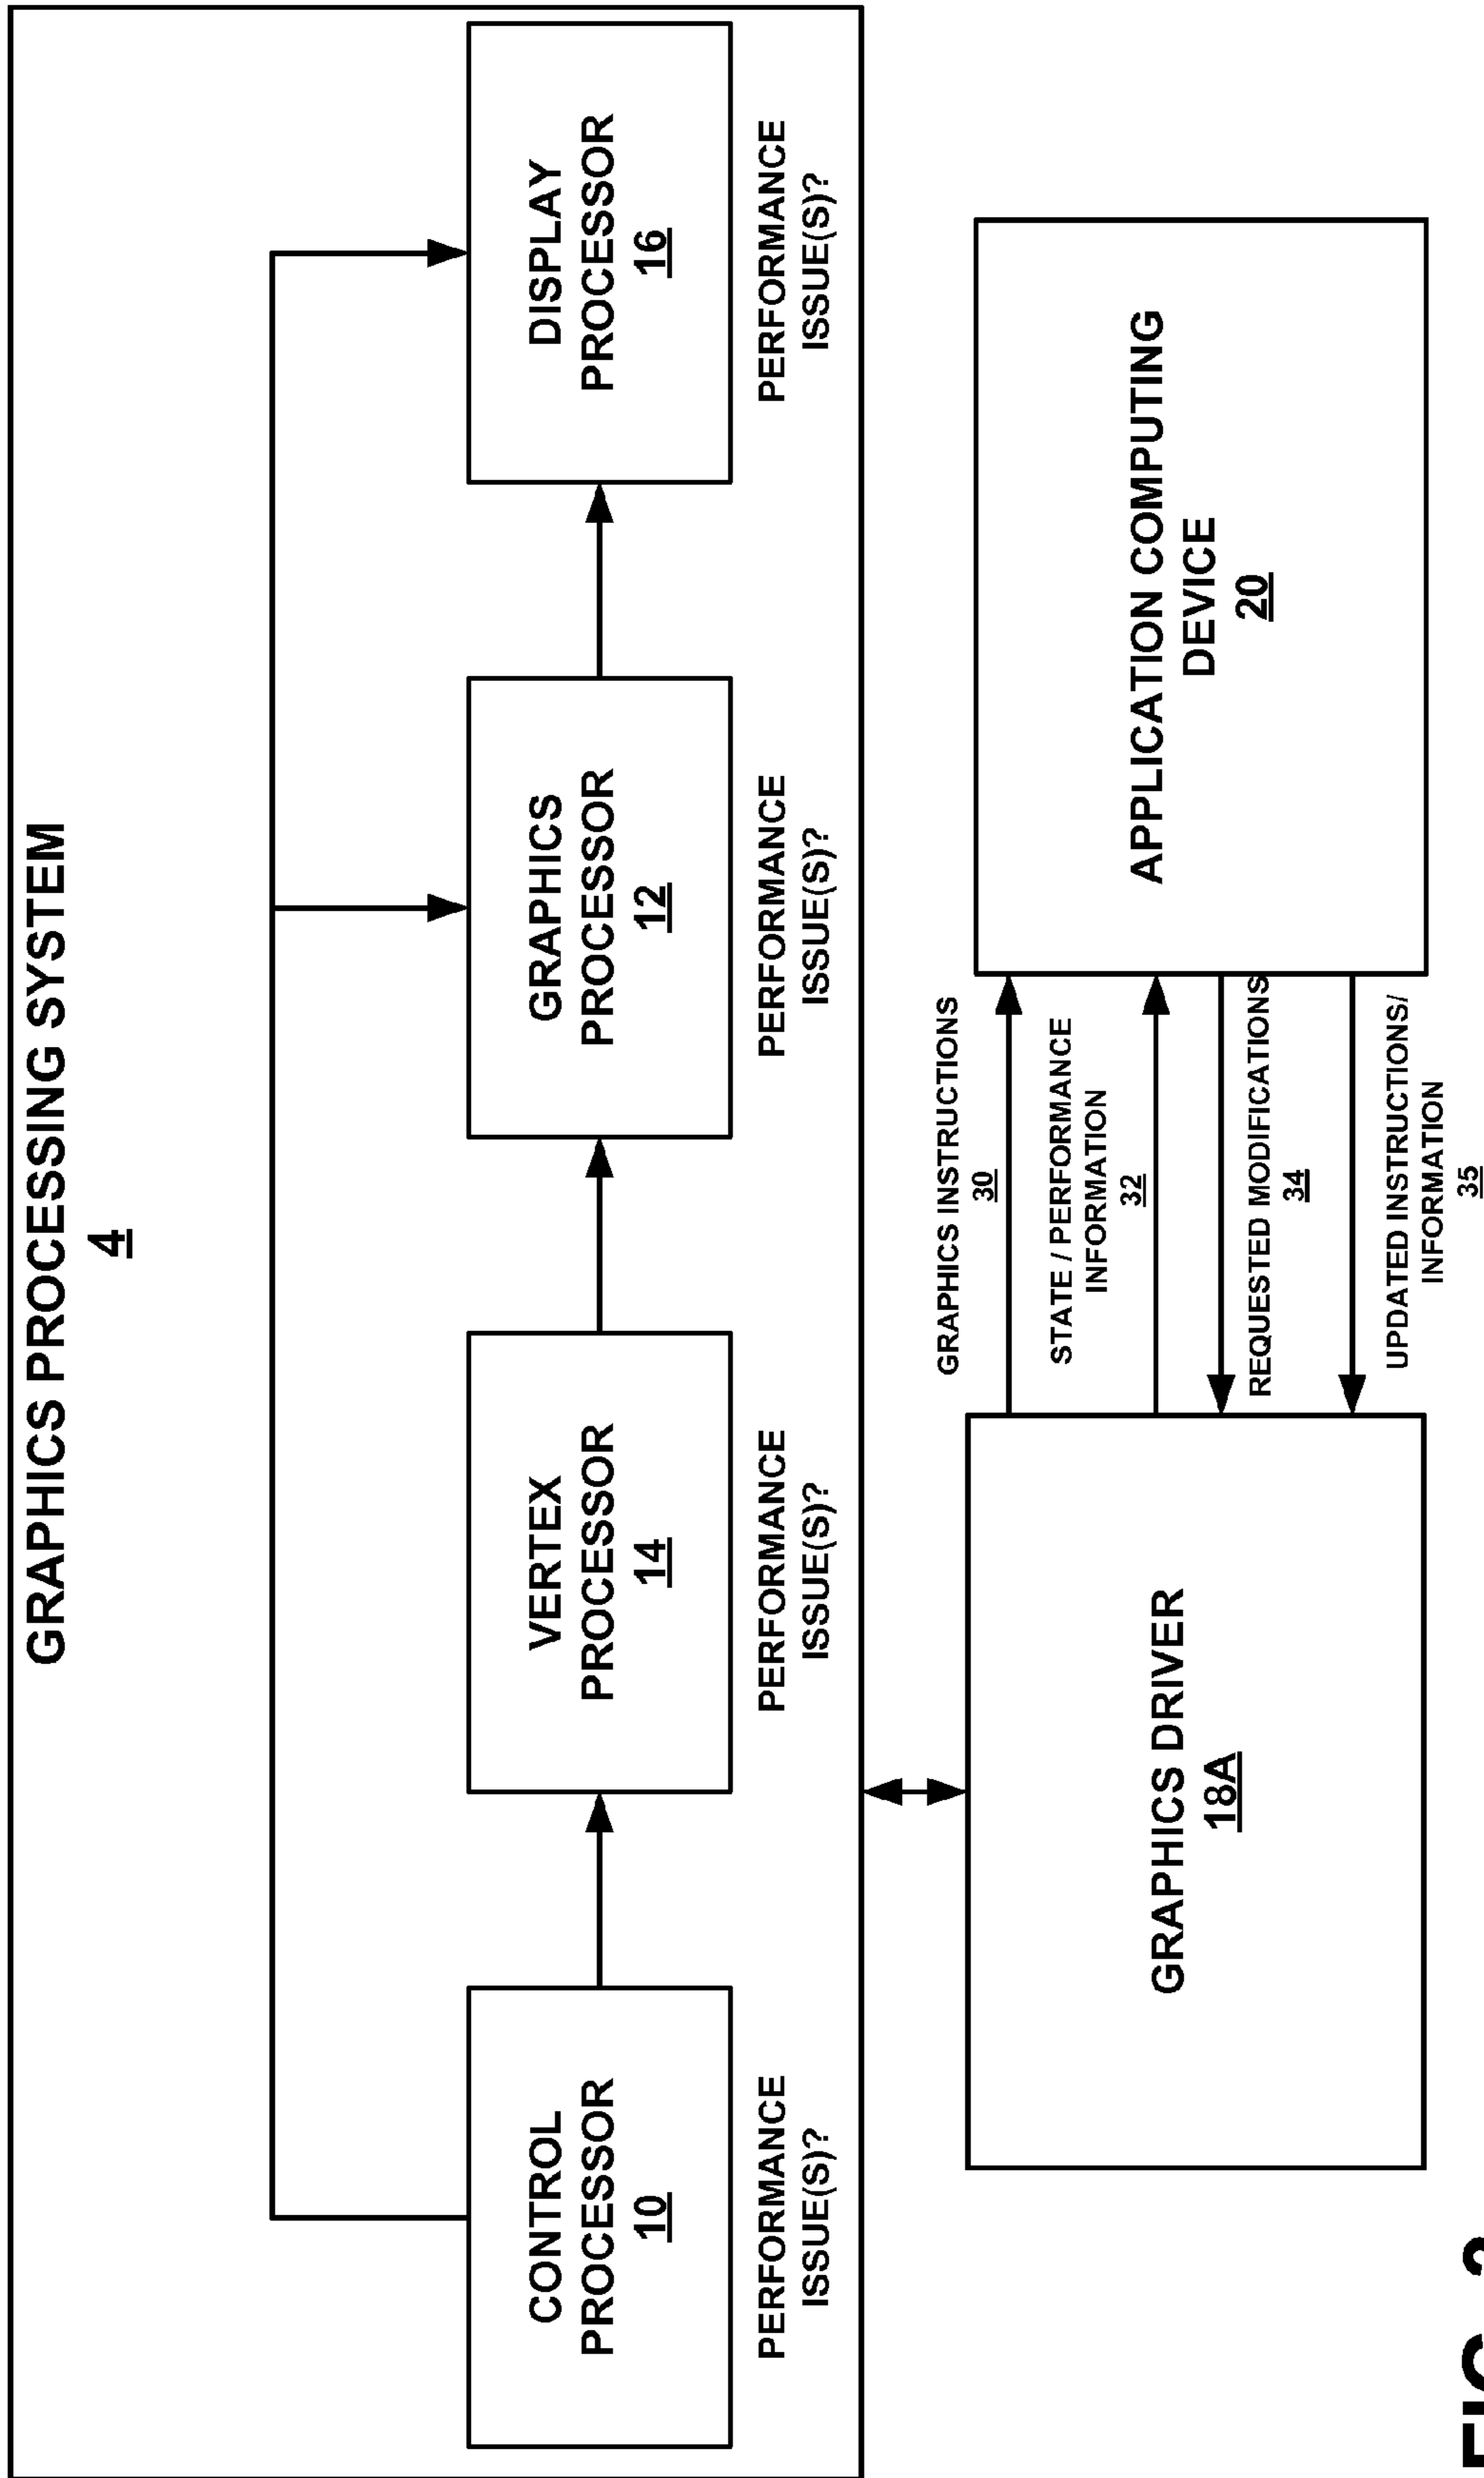 GRAPHICS PROCESSING SYSTEM
4
CONTROL
PROCESSOR
10
VERTEX
PROCESSOR
14
GRAPHICS
PROCESSOR
12
DISPLAY
PROCESSOR
16
PERFORMANCE
ISSUE(S)?
PERFORMANCE
ISSUE(S)?
PERFORMANCE
ISSUE(S)?
PERFORMANCE
ISSUE(S)?
GRAPHICS DRIVER
18A
GRAPHICS INSTRUCTIONS
30
STATE / PERFORMANCE
INFORMATION
32
REQUESTED MODIFICATIONS
34
UPDATED INSTRUCTIONS/
INFORMATION
35
APPLICATION COMPUTING
DEVICE
20
FIG